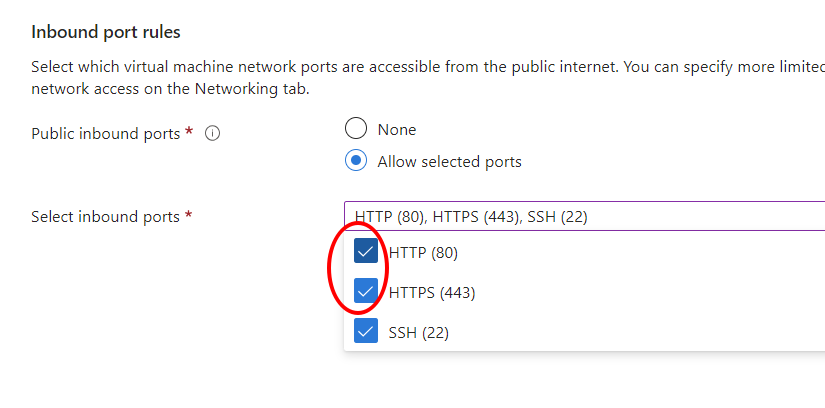 Inbound port rules
Select which virtual machine network ports are accessible from the public internet. You can specify more limited
network access on the Networking tab.
Public inbound ports *
None
Allow selected ports
Select inbound ports *
HTTP (80), HTTPS (443), SSH (22)
HTTP (80)
HTTPS (443)
SSH (22)